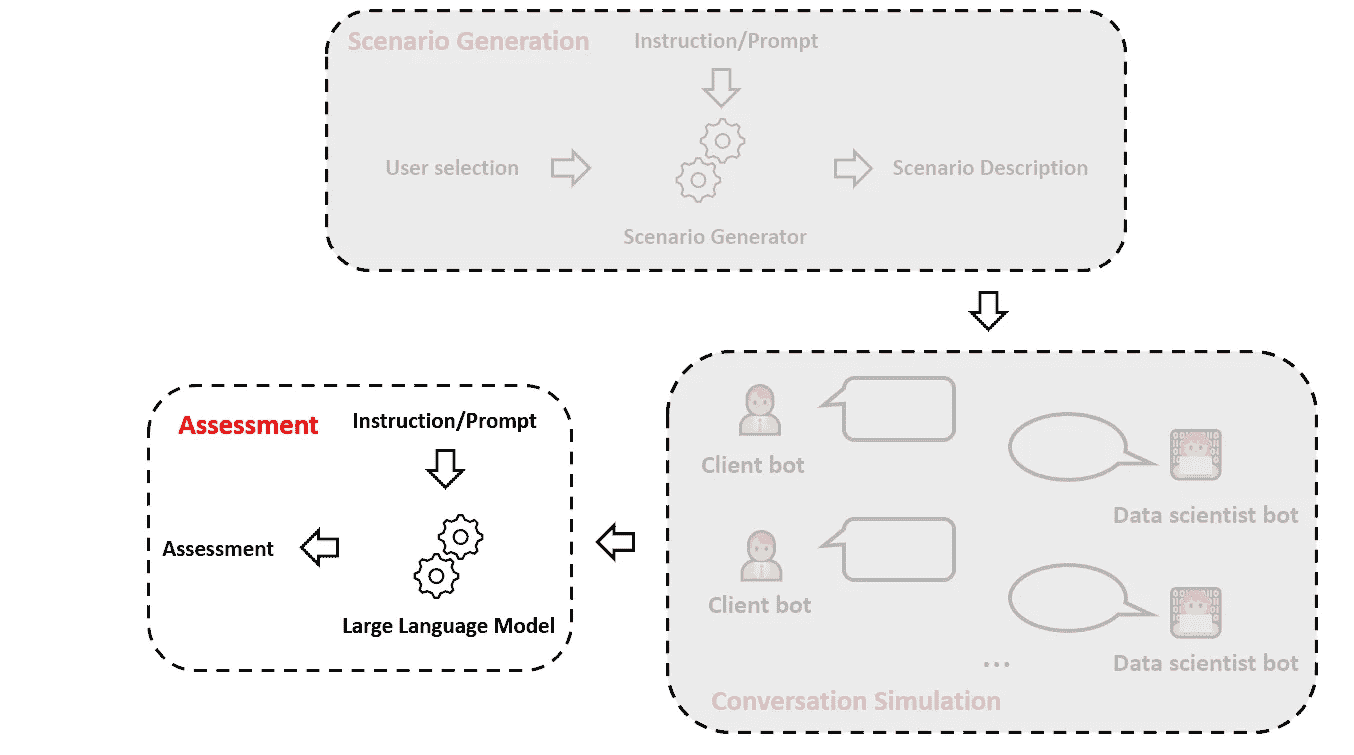 Scenario Generation
Instruction/Prompt
User selection
Scenario Description
Scenario Generator
Assessment
Instruction/Prompt
Assessment
Large Language Model
Client bot
Data scientist bot
Client bot
Data scientist bot
...
Conversation Simulation